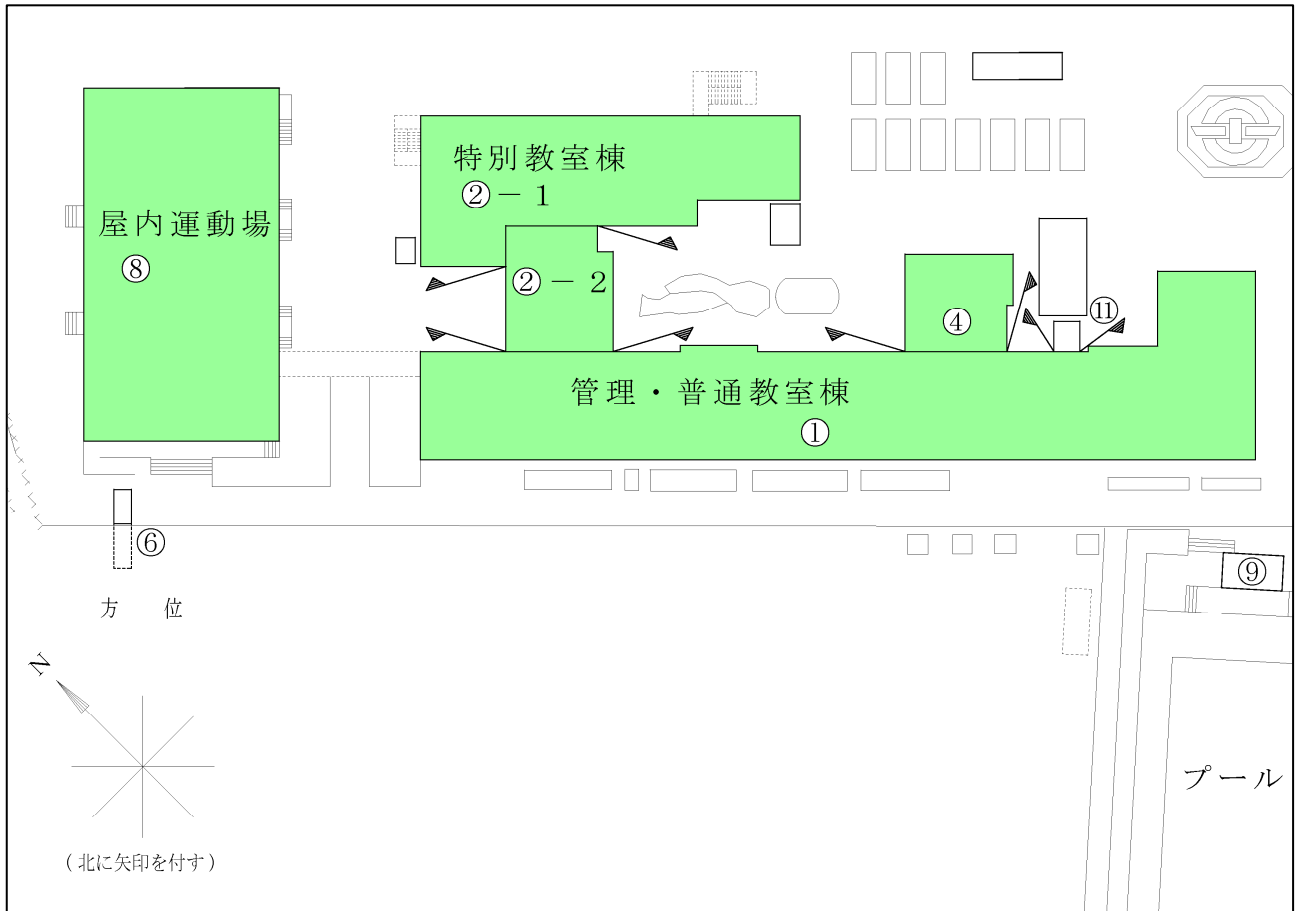 特別教室棟
②－１
屋内運動場
⑧
②－２
④
⑪
管理・普通教室棟
①
⑥
⑨
方　位
N
プール
（北に矢印を付す）